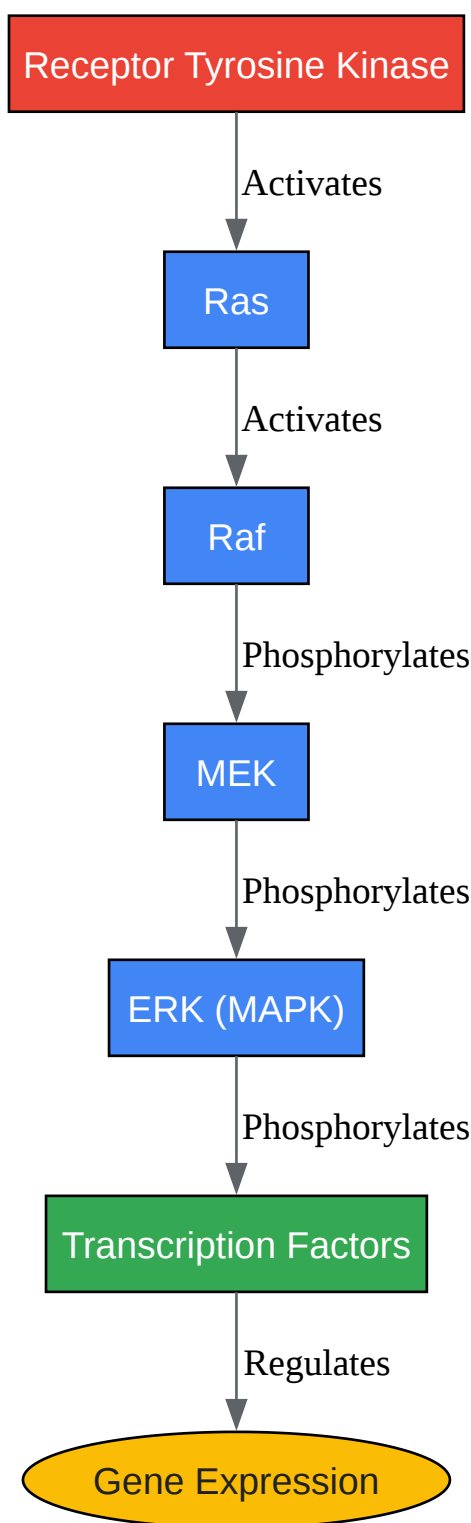 Receptor Tyrosine Kinase
Activates
Ras
Activates
Raf
Phosphorylates
MEK
Phosphorylates
ERK (MAPK)
Phosphorylates
Transcription Factors
Regulates
Gene Expression